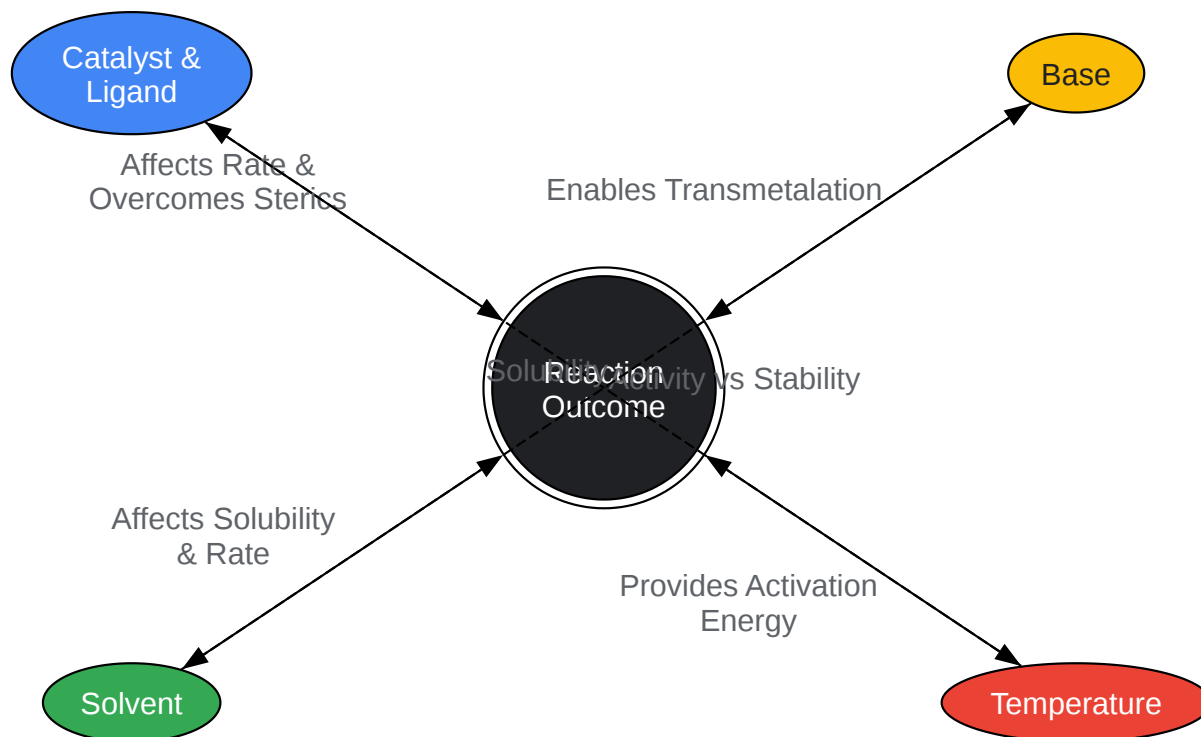 Catalyst &
Ligand
Base
Affects Rate &
Overcomes Sterics
Enables Transmetalation
Solubility
Activity vs Stability
Reaction
Outcome
Affects Solubility
& Rate
Provides Activation
Energy
Solvent
Temperature